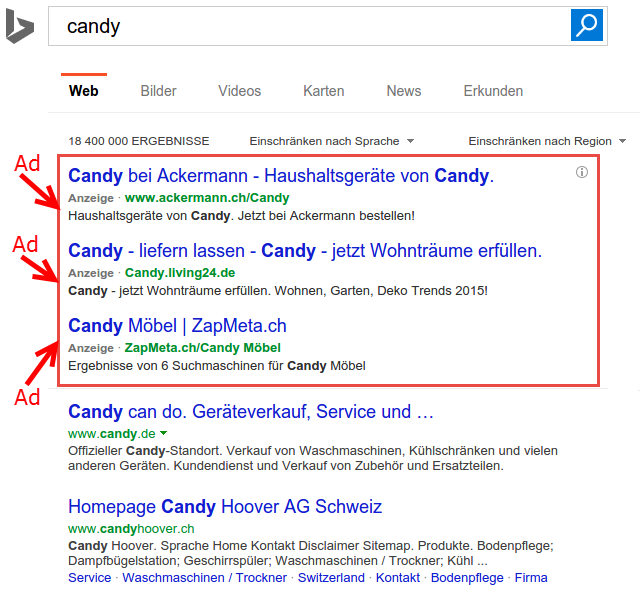 candy
Web Bilder Videos Karten News Erkunden
18 400 000 ERGEBNISSE Einschränken nach Sprache Einschränken nach Region
Ad
Candy bei Ackermann - Haushaltsgeräte von Candy.
Anzeige · www.ackermann.ch/Candy
Haushaltsgeräte von Candy. Jetzt bei Ackermann bestellen!
Ad
Candy - liefern lassen - Candy - jetzt Wohnträume erfüllen.
Anzeige · Candy.living24.de
Candy - jetzt Wohnträume erfüllen. Wohnen, Garten, Deko Trends 2015!
Candy Möbel | ZapMeta.ch
Anzeige · ZapMeta.ch/Candy Möbel
Ergebnisse von 6 Suchmaschinen für Candy Möbel
Ad
Candy can do. Geräteverkauf, Service und …
www.candy.de
Offizieller Candy-Standort. Verkauf von Waschmaschinen, Kühlschränken und vielen
anderen Geräten. Kundendienst und Verkauf von Zubehör und Ersatzteilen.
Homepage Candy Hoover AG Schweiz
www.candyhoover.ch
Candy Hoover. Sprache Home Kontakt Disclaimer Sitemap. Produkte. Bodenpflege;
Dampfbügelstation; Geschirrspüler; Waschmaschinen / Trockner; Kühl ...
Service · Waschmaschinen / Trockner · Switzerland · Kontakt · Bodenpflege · Firma